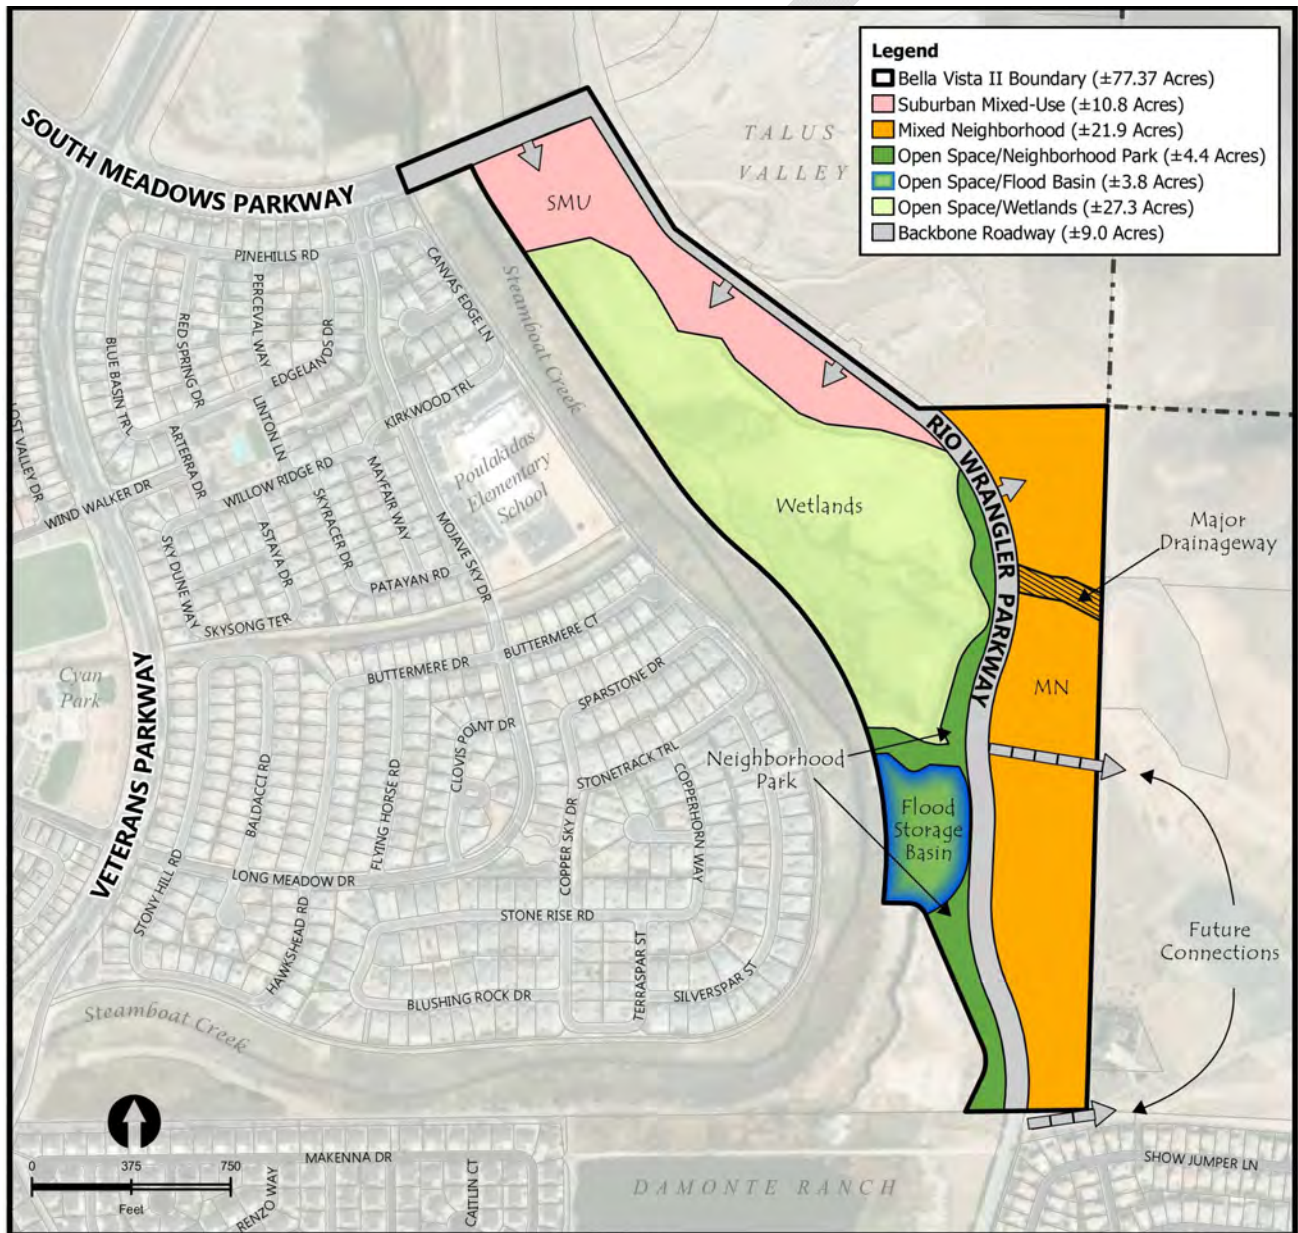 Legend
Bella Vista II Boundary (±77.37 Acres)
Suburban Mixed-Use (±10.8 Acres)
Mixed Neighborhood (±21.9 Acres)
Open Space/Neighborhood Park (±4.4 Acres)
Open Space/Flood Basin (±3.8 Acres)
Open Space/Wetlands (±27.3 Acres)
Backbone Roadway (±9.0 Acres)
TALUS
VALLEY
SOUTH MEADOWS PARKWAY
SMU
PINEHILLS RD
CANVAS EDGE LN
PERCEVAL WAY
RED SPRING DR
BLUE BASIN TRL
EDGELANDS DR
Steamboat Creek
KIRKWOOD TRL
LINTON LN
LOST VALLEY DR
ARTERRA DR
WILLOW RIDGE RD
WIND WALKER DR
MAYFAIR WAY
SKYRACER DR
ASTAYA DR
Poulakidas
Elementary
School
MOJAVE SKY DR
SKY DUNE WAY
PATAYAN RD
SKYSONG TER
RIO WRANGLER PARKWAY
Wetlands
Major
Drainageway
MN
BUTTERMERE CT
BUTTERMERE DR
SPARSTONE DR
Cyan
Park
VETERANS PARKWAY
CLOVIS POINT DR
STONETRACK TRL
BALDACCI RD
FLYING HORSE RD
COPPERHORN WAY
COPPER SKY DR
Neighborhood
Park
Flood
Storage
Basin
STONY HILL RD
LONG MEADOW DR
HAWKSHEAD RD
STONE RISE RD
TERRASPAR ST
SILVERSPAR ST
BLUSHING ROCK DR
Future
Connections
Steamboat Creek
MAKENNA DR
RENZO WAY
CAITLIN CT
DAMONTE RANCH
SHOW JUMPER LN
0 375 750
Feet